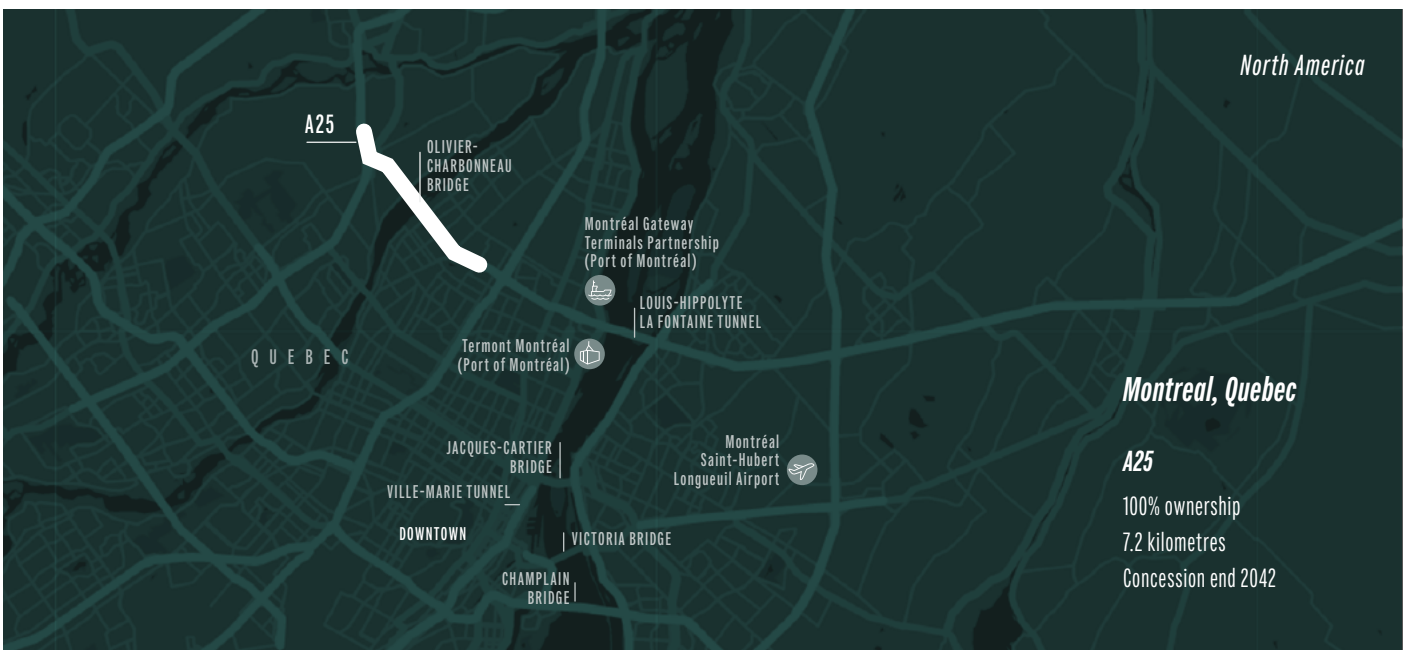 North America
A25
OLIVIER-
CHARBONNEAU
BRIDGE
Montréal Gateway
Terminals Partnership
(Port of Montréal)
LOUIS-HIPPOLYTE
LA FONTAINE TUNNEL
Termont Montréal
(Port of Montréal)
QUEBEC
JACQUES-CARTIER
BRIDGE
Montréal
Saint-Hubert
Longueuil Airport
VILLE-MARIE TUNNEL
DOWNTOWN
VICTORIA BRIDGE
CHAMPLAIN
BRIDGE
Montreal, Quebec
A25
100% ownership
7.2 kilometres
Concession end 2042